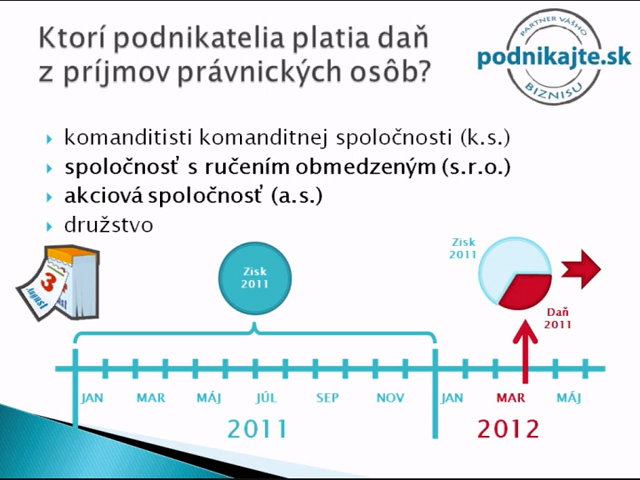 Ktorí podnikatelia platia daň
z príjmov právnických osôb?
PARTNER VÁŠHO
podnikajte.sk
BIZNISU
komanditisti komanditnej spoločnosti (k.s.)
spoločnosť s ručením obmedzeným (s.r.o.)
akciová spoločnosť (a.s.)
družstvo
3
august
Zisk
2011
Zisk
2011
Daň
2011
JAN MAR MÁJ JÚL SEP NOV JAN MAR MÁJ
2011 2012